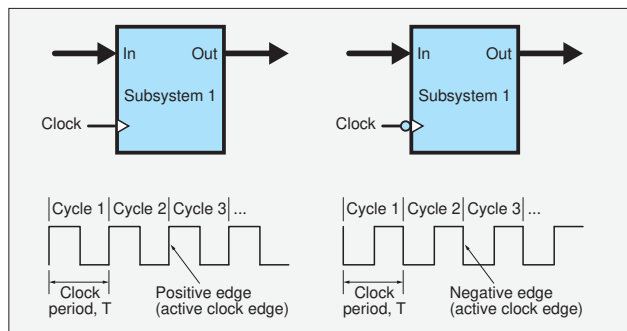 In Out
Subsystem 1
Clock
Cycle 1 Cycle 2 Cycle 3 ...
Clock
period, T
Positive edge
(active clock edge)
In Out
Subsystem 1
Clock
Cycle 1 Cycle 2 Cycle 3 ...
Clock
period, T
Negative edge
(active clock edge)